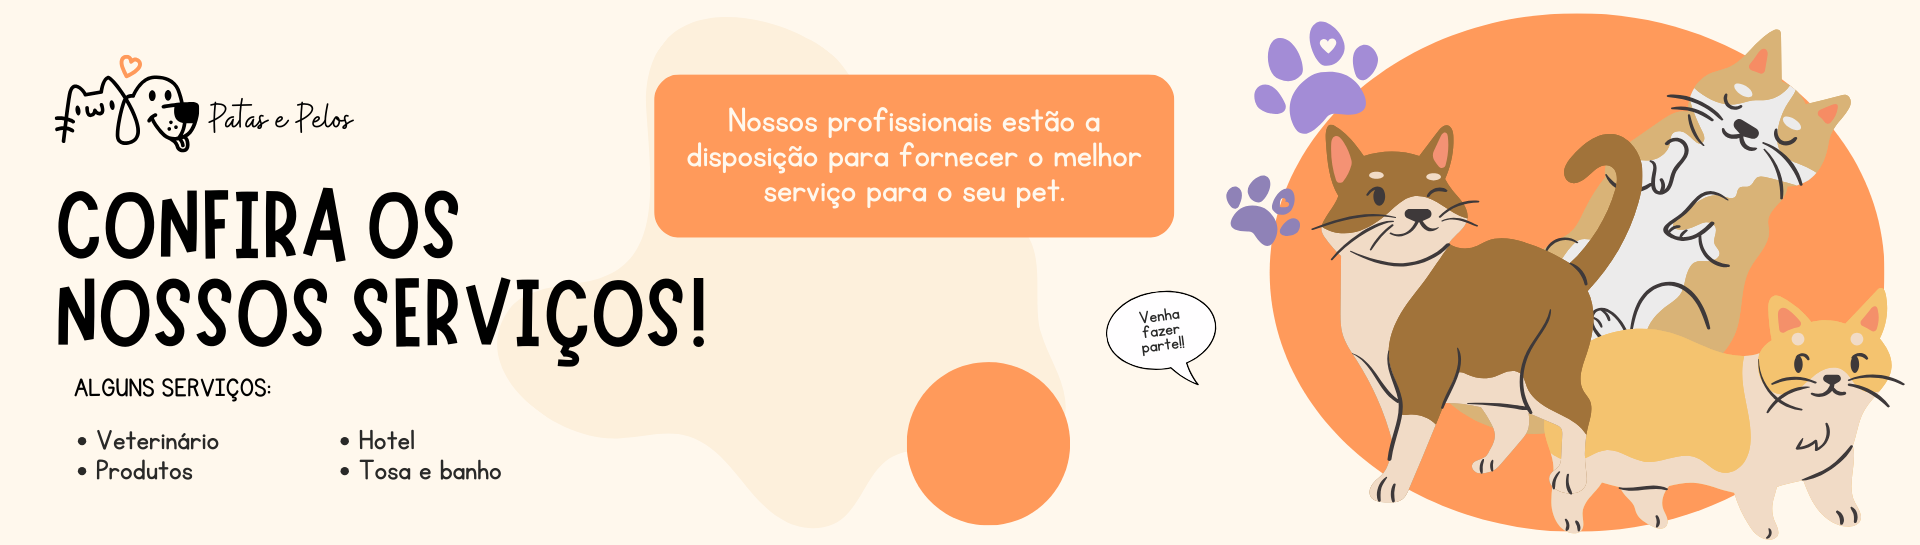 Patas e Pelos
CONFIRA OS
NOSSOS SERVIÇOS!
ALGUNS SERVIÇOS:
• Veterinário
• Produtos
• Hotel
• Tosa e banho
Nossos profissionais estão a
disposição para fornecer o melhor
serviço para o seu pet.
Venha
fazer
parte!!